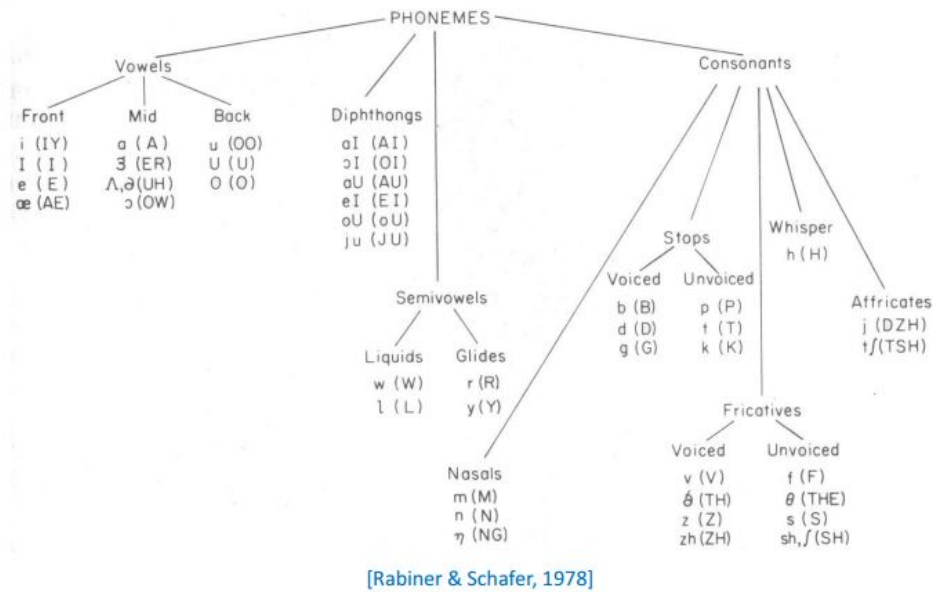 PHONEMES
Vowels
Front
i (IY)
I (I)
e (E)
æ (AE)
Mid
a (A)
ɝ (ER)
Λ,ə (UH)
ɔ (OW)
Back
u (OO)
U (U)
O (O)
Diphthongs
aI (AI)
ɔI (OI)
aU (AU)
eI (EI)
oU (oU)
ju (JU)
Semivowels
Liquids
w (W)
l (L)
Glides
r (R)
y (Y)
Consonants
Nasals
m (M)
n (N)
η (NG)
Stops
Voiced
b (B)
d (D)
g (G)
Unvoiced
p (P)
t (T)
k (K)
Fricatives
Voiced
v (V)
(TH)
z (Z)
zh (ZH)
Unvoiced
f (F)
θ (THE)
s (S)
sh,ʃ (SH)
Whisper
h (H)
Affricates
j (DZH)
tʃ (TSH)
[Rabiner & Schafer, 1978]